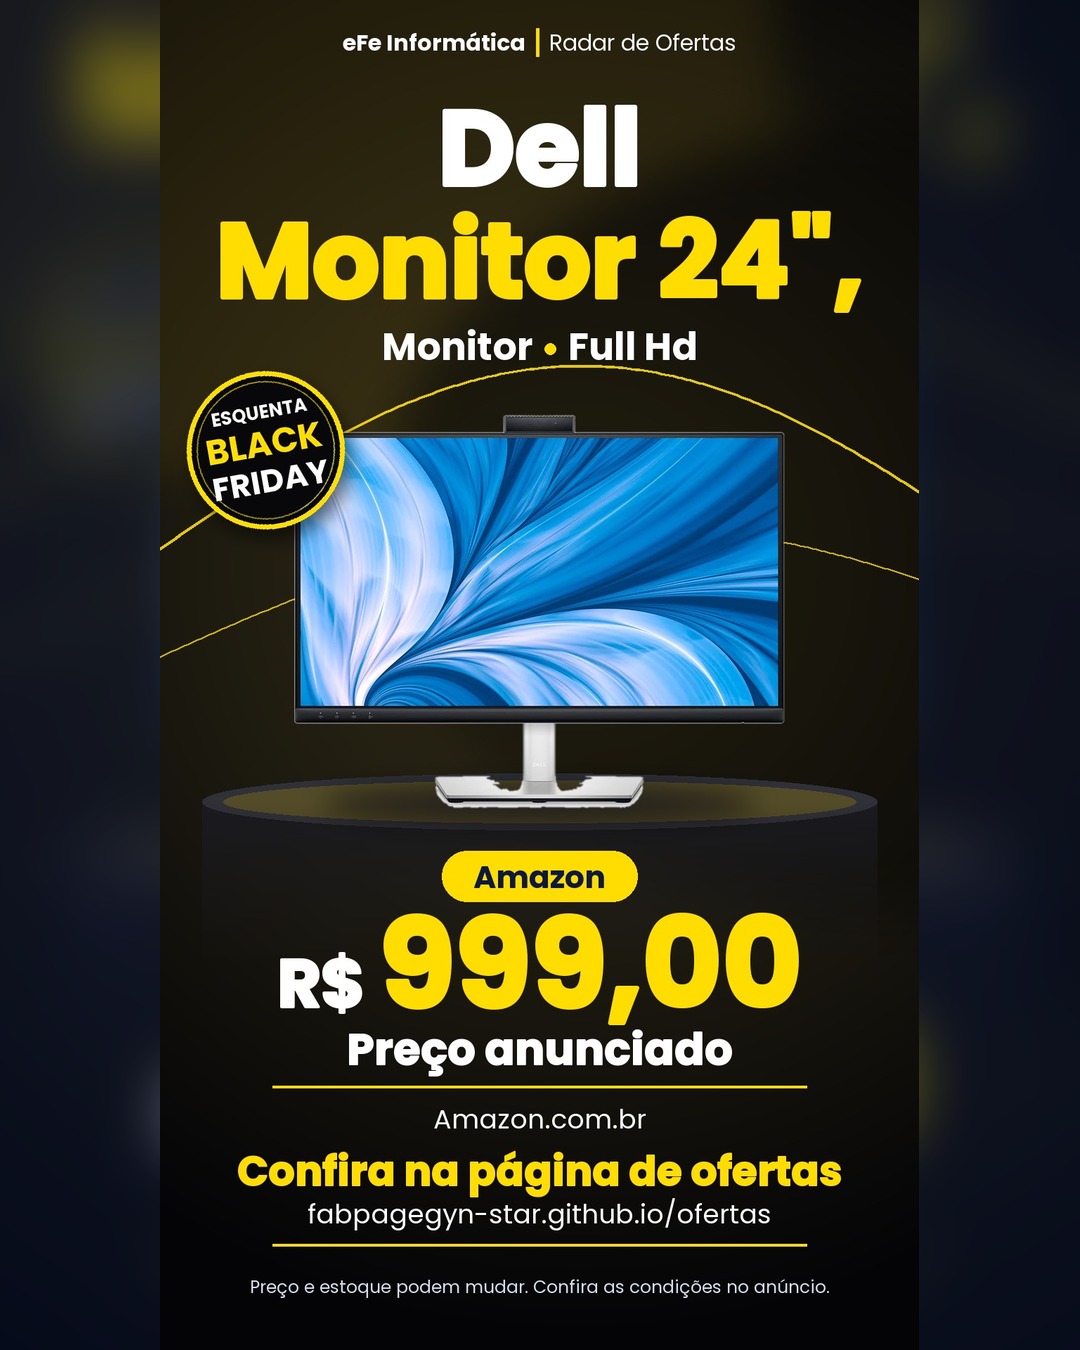 eFe Informática | Radar de Ofertas
Dell
Monitor 24",
Monitor • Full Hd
ESQUENTA
BLACK
FRIDAY
Amazon
R$ 999,00
Preço anunciado
Amazon.com.br
Confira na página de ofertas
fabpagegyn-star.github.io/ofertas
Preço e estoque podem mudar. Confira as condições no anúncio.